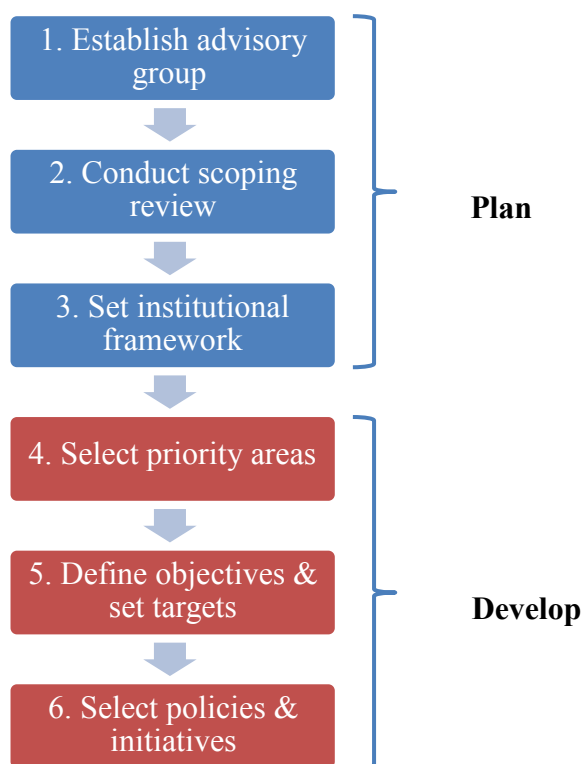 1. Establish advisory
group
2. Conduct scoping
review
Plan
3. Set institutional
framework
4. Select priority areas
5. Define objectives &
set targets
Develop
6. Select policies &
initiatives